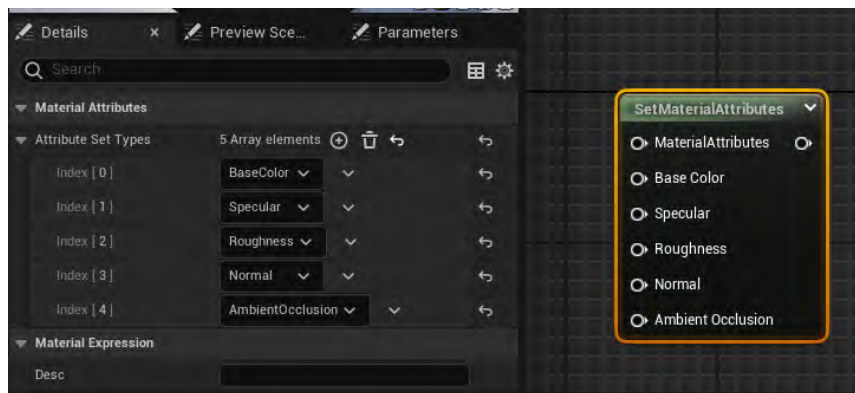 Details × Preview Sce... Parameters
Search
Material Attributes
Attribute Set Types 5 Array elements
Index [ 0 ] BaseColor
Index [ 1 ] Specular
Index [ 2 ] Roughness
Index [ 3 ] Normal
Index [ 4 ] AmbientOcclusion
Material Expression
Desc
SetMaterialAttributes
MaterialAttributes
Base Color
Specular
Roughness
Normal
Ambient Occlusion